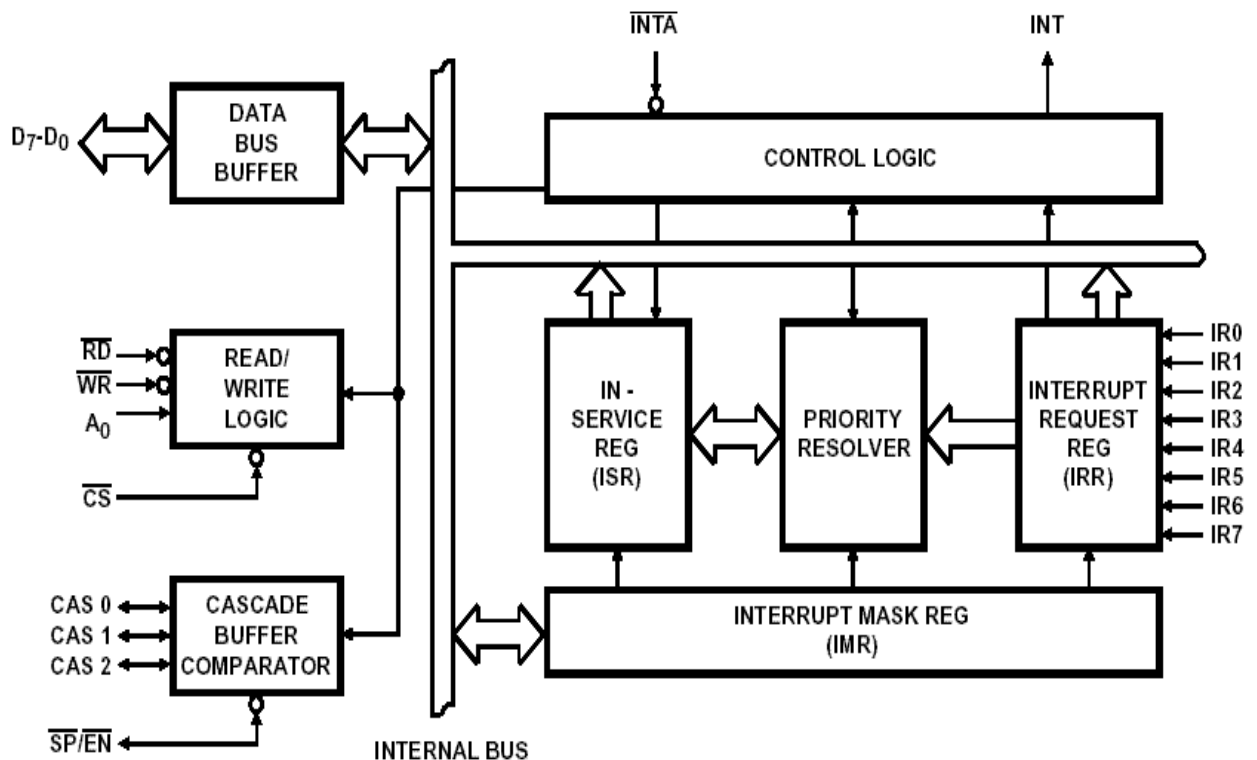 INTA
INT
D7-D0
DATA
BUS
BUFFER
CONTROL LOGIC
RD
WR
A0
CS
READ/
WRITE
LOGIC
IN -
SERVICE
REG
(ISR)
PRIORITY
RESOLVER
INTERRUPT
REQUEST
REG
(IRR)
IR0
IR1
IR2
IR3
IR4
IR5
IR6
IR7
CAS 0
CAS 1
CAS 2
CASCADE
BUFFER
COMPARATOR
INTERRUPT MASK REG
(IMR)
SP/EN
INTERNAL BUS